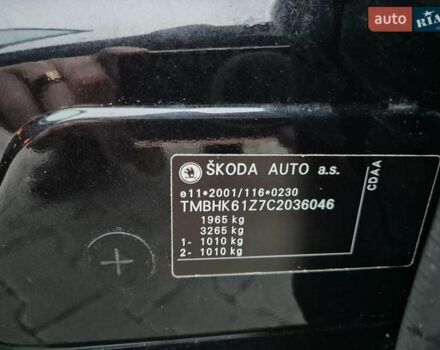 auto RIA
ŠKODA AUTO a.s.
e11*2001/116*0230
TMBHK61Z7C2036046
1965 kg
3265 kg
1- 1010 kg
2- 1010 kg
CDAA